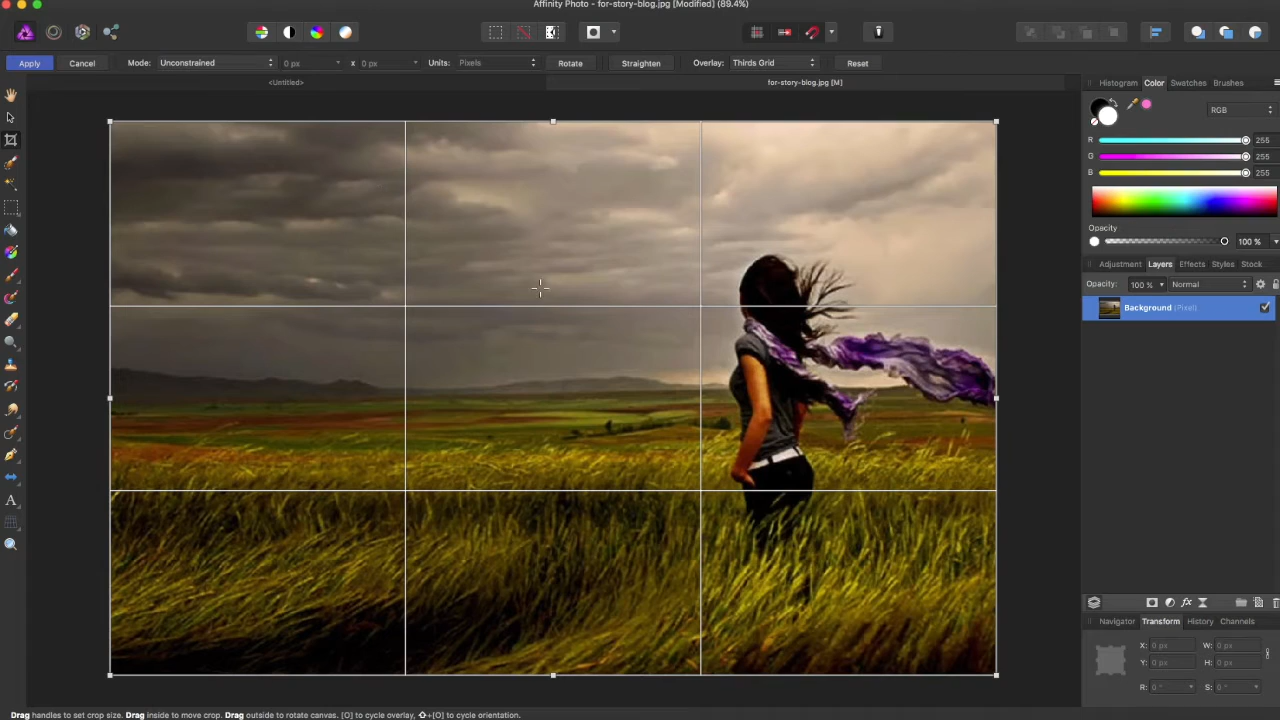 Affinity Photo - for-story-blog.jpg [Modified] (89.4%)
Apply Cancel Mode: Unconstrained 0 px x 0 px Units: Pixels Rotate Straighten Overlay: Thirds Grid Reset
<Untitled> for-story-blog.jpg [M]
Histogram Color Swatches Brushes
RGB
R 255
G 255
B 255
Opacity
100 %
Adjustment Layers Effects Styles Stock
Opacity: 100 % Normal
Background (Pixel)
fx
Navigator Transform History Channels
X: 0 px W: 0 px
Y: 0 px H: 0 px
R: 0 ° S: 0 °
A
Drag handles to set crop size. Drag inside to move crop. Drag outside to rotate canvas. [O] to cycle overlay, ⇧+[O] to cycle orientation.